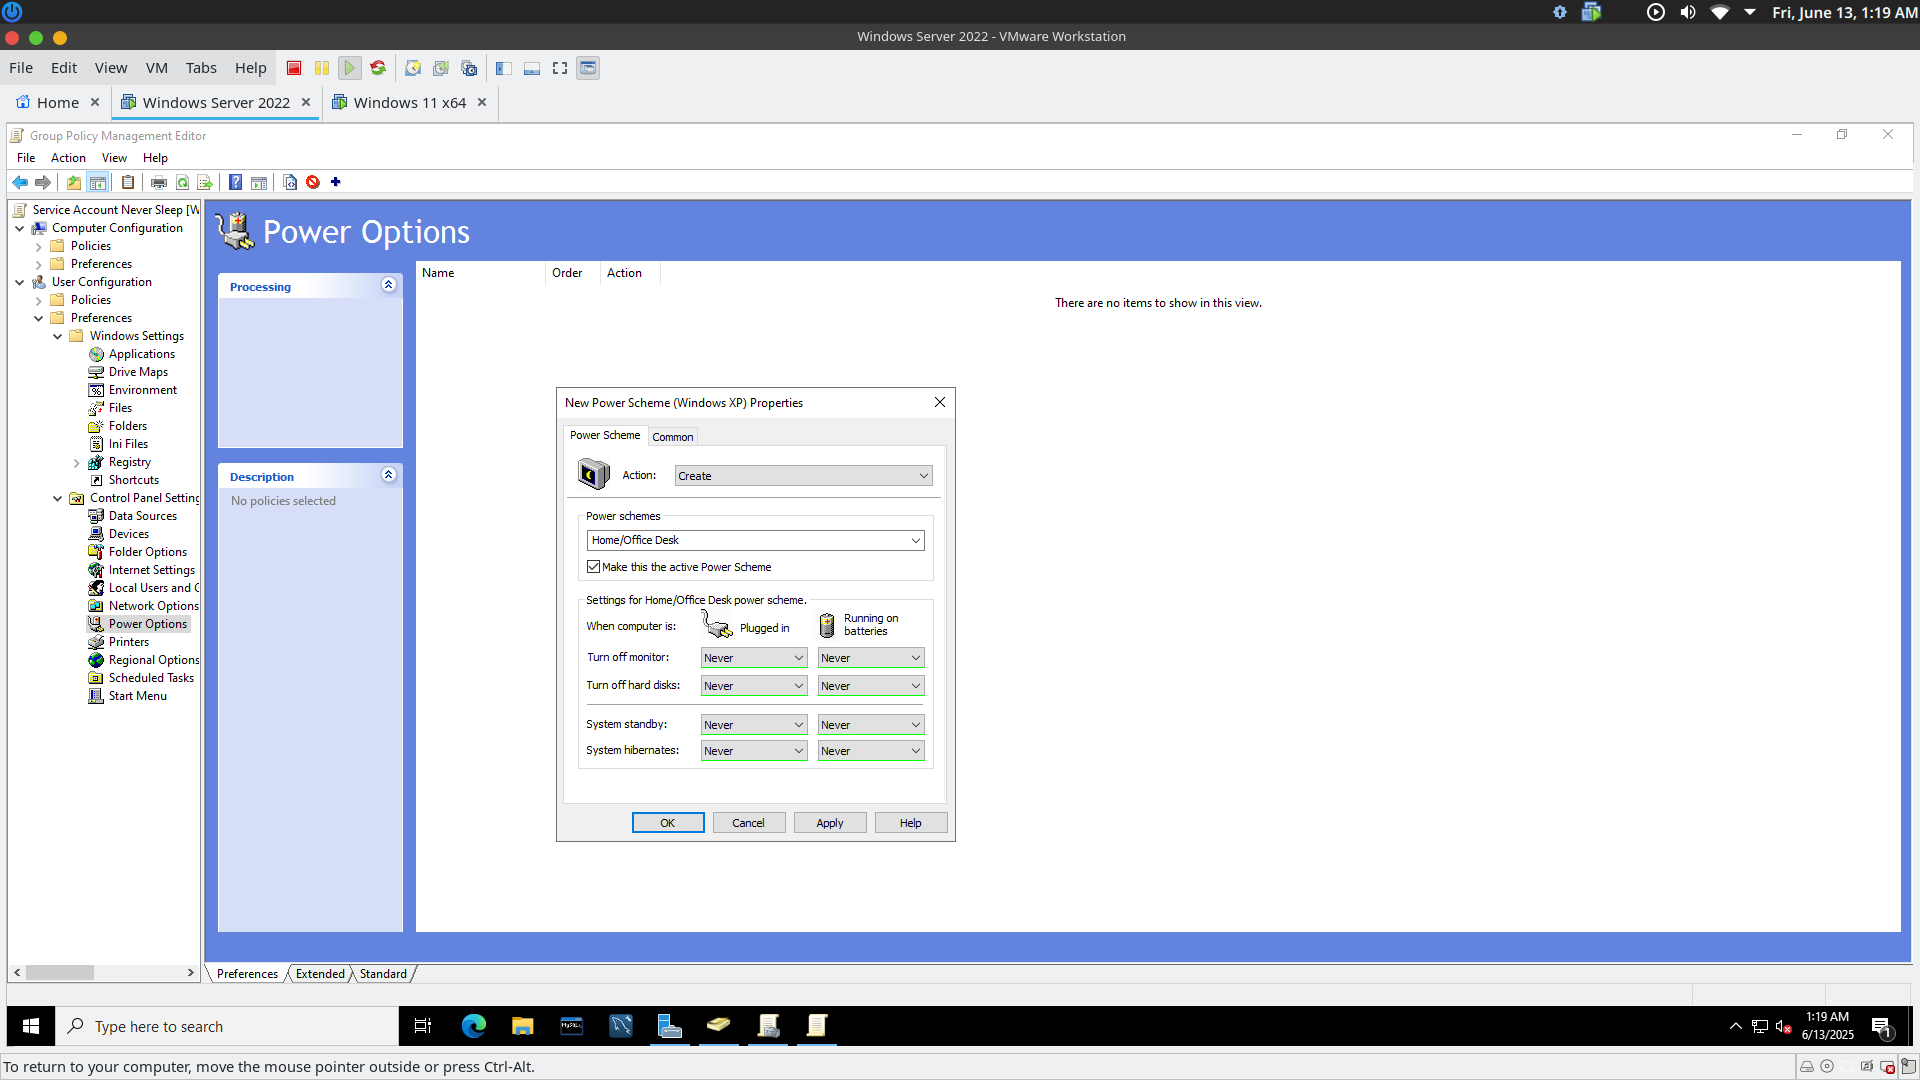 Fri, June 13, 1:19 AM
Windows Server 2022 - VMware Workstation
File Edit View VM Tabs Help
Home Windows Server 2022 Windows 11 x64
Group Policy Management Editor
File Action View Help
Service Account Never Sleep [W
Computer Configuration
Policies
Preferences
User Configuration
Policies
Preferences
Windows Settings
Applications
Drive Maps
Environment
Files
Folders
Ini Files
Registry
Shortcuts
Control Panel Setting
Data Sources
Devices
Folder Options
Internet Settings
Local Users and G
Network Options
Power Options
Printers
Regional Options
Scheduled Tasks
Start Menu
Power Options
Processing
Description
No policies selected
Name Order Action
There are no items to show in this view.
New Power Scheme (Windows XP) Properties
Power Scheme Common
Action: Create
Power schemes
Home/Office Desk
Make this the active Power Scheme
Settings for Home/Office Desk power scheme.
When computer is: Plugged in Running on batteries
Turn off monitor: Never Never
Turn off hard disks: Never Never
System standby: Never Never
System hibernates: Never Never
OK Cancel Apply Help
Preferences Extended Standard
Type here to search
MySQL
1:19 AM
6/13/2025
1
To return to your computer, move the mouse pointer outside or press Ctrl-Alt.